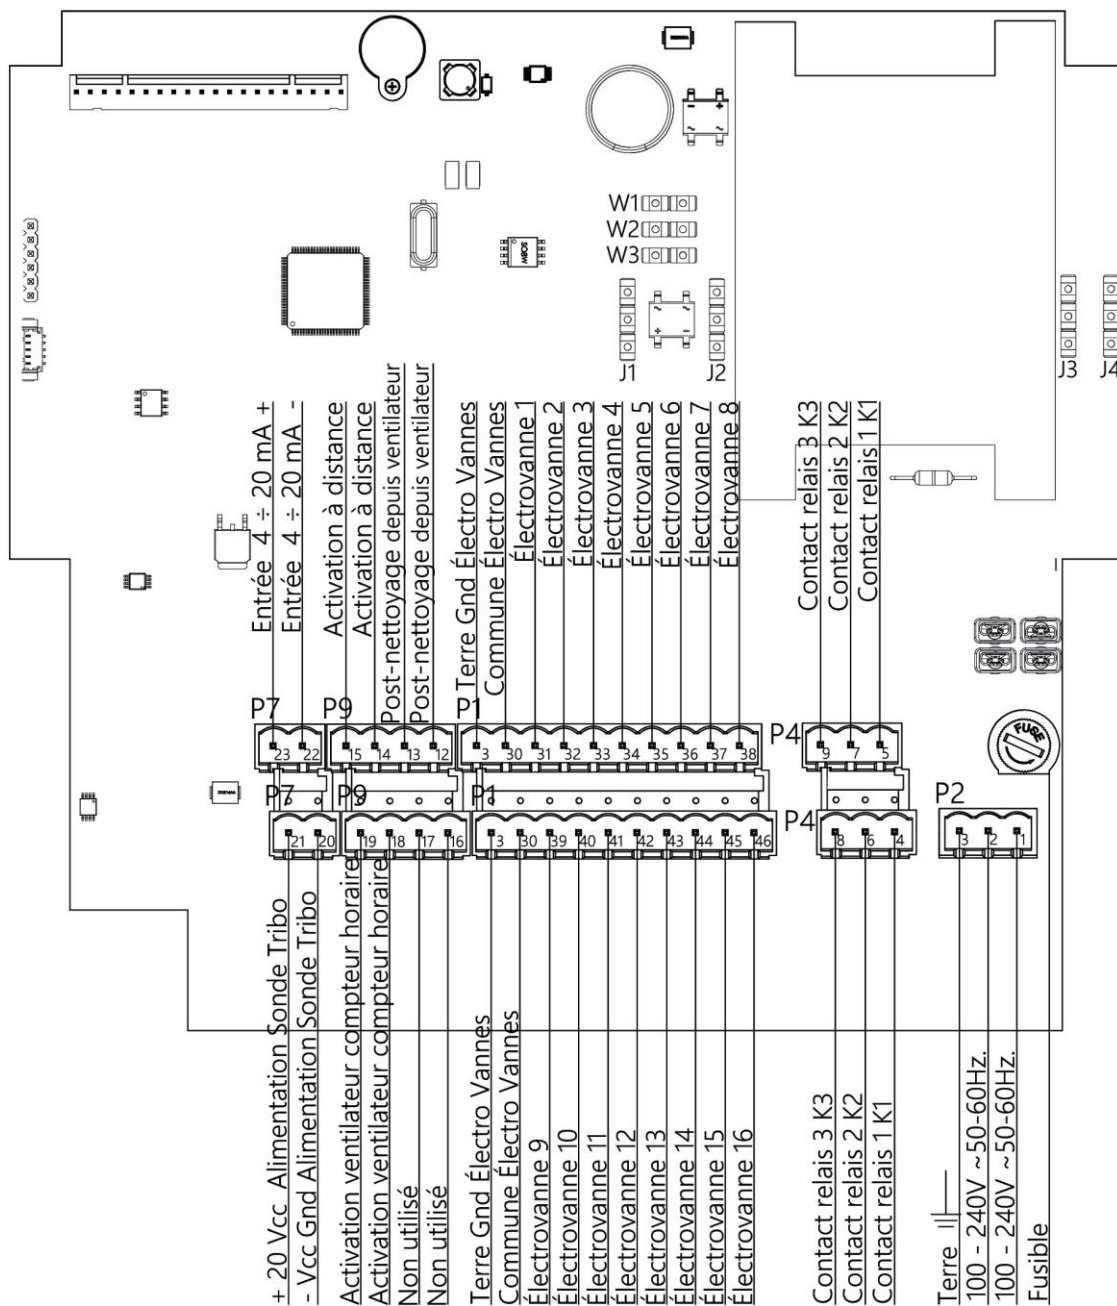 W1
W2
W3
J1
J2
J3
J4
SO8W
- +
~ ~
~ ~
+ -
Entrée 4 ÷ 20 mA +
Entrée 4 ÷ 20 mA -
Activation à distance
Activation à distance
Post-nettoyage depuis ventilateur
Post-nettoyage depuis ventilateur
Terre Gnd Électro Vannes
Commune Électro Vannes
Électrovanne 1
Électrovanne 2
Électrovanne 3
Électrovanne 4
Électrovanne 5
Électrovanne 6
Électrovanne 7
Électrovanne 8
Contact relais 3 K3
Contact relais 2 K2
Contact relais 1 K1
P7
P9
P1
P4
FUSE
23 22
15 14 13 12
3 30 31 32 33 34 35 36 37 38
9 7 5
P7
P9
P1
P4
P2
21 20
19 18 17 16
3 30 39 40 41 42 43 44 45 46
8 6 4
3 2 1
+ 20 Vcc Alimentation Sonde Tribo
- Vcc Gnd Alimentation Sonde Tribo
Activation ventilateur compteur horaire
Activation ventilateur compteur horaire
Non utilisé
Non utilisé
Terre Gnd Électro Vannes
Commune Électro Vannes
Électrovanne 9
Électrovanne 10
Électrovanne 11
Électrovanne 12
Électrovanne 13
Électrovanne 14
Électrovanne 15
Électrovanne 16
Contact relais 3 K3
Contact relais 2 K2
Contact relais 1 K1
Terre
100 - 240V ~50-60Hz.
100 - 240V ~50-60Hz.
Fusible